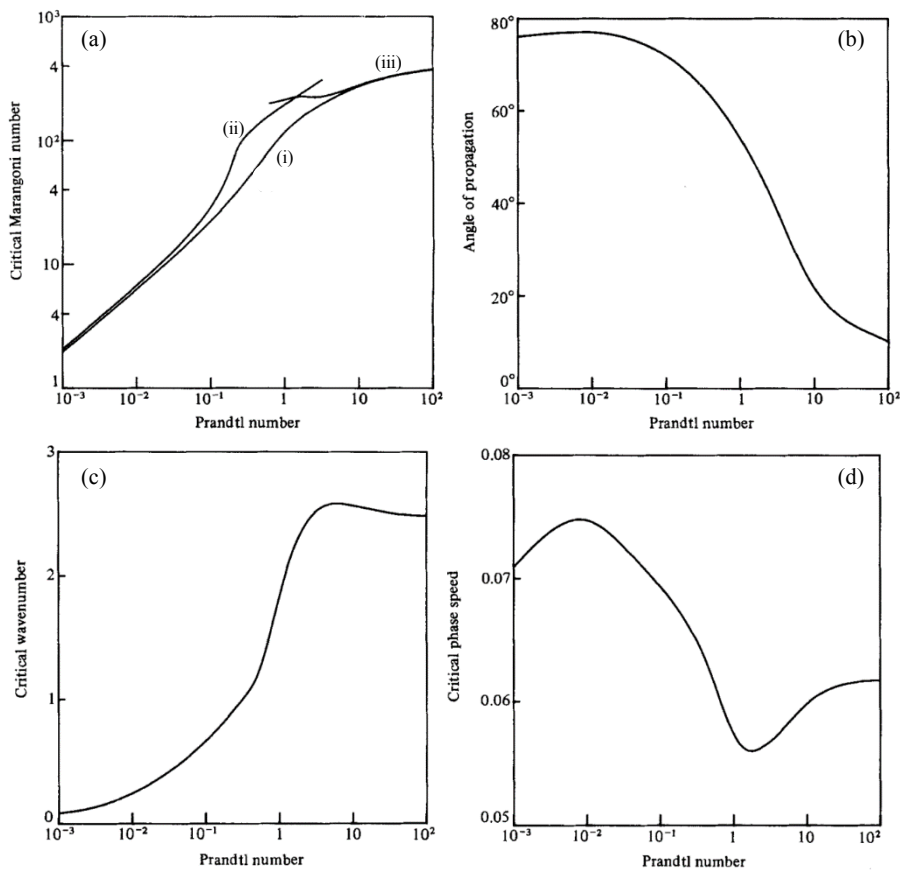 (a)
10³
4
10²
4
10
4
1
(i)
(ii)
(iii)
10⁻³
10⁻²
10⁻¹
1
10
10²
Critical Marangoni number
Prandtl number
(b)
80°
60°
40°
20°
0°
10⁻³
10⁻²
10⁻¹
1
10
10²
Angle of propagation
Prandtl number
(c)
3
2
1
0
10⁻³
10⁻²
10⁻¹
1
10
10²
Critical wavenumber
Prandtl number
(d)
0.08
0.07
0.06
0.05
10⁻³
10⁻²
10⁻¹
1
10
10²
Critical phase speed
Prandtl number